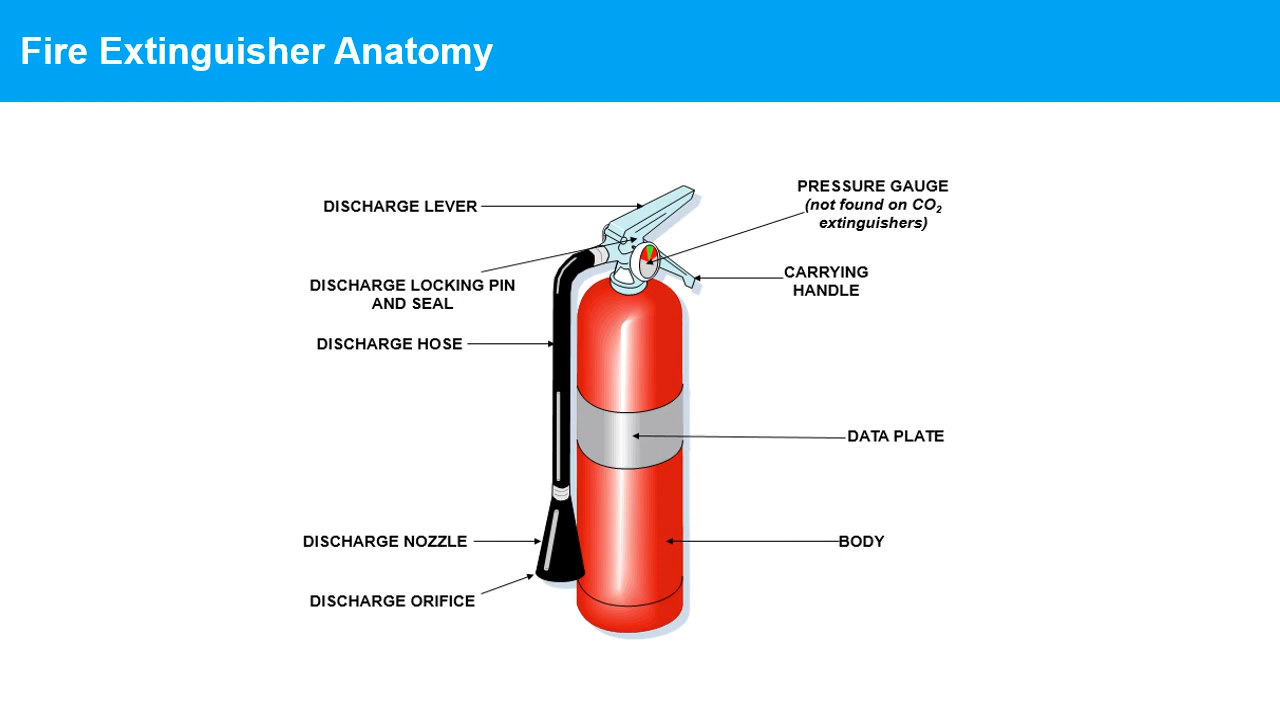 Fire Extinguisher Anatomy
DISCHARGE LEVER
PRESSURE GAUGE
(not found on CO₂
extinguishers)
DISCHARGE LOCKING PIN
AND SEAL
CARRYING
HANDLE
DISCHARGE HOSE
DATA PLATE
DISCHARGE NOZZLE
BODY
DISCHARGE ORIFICE